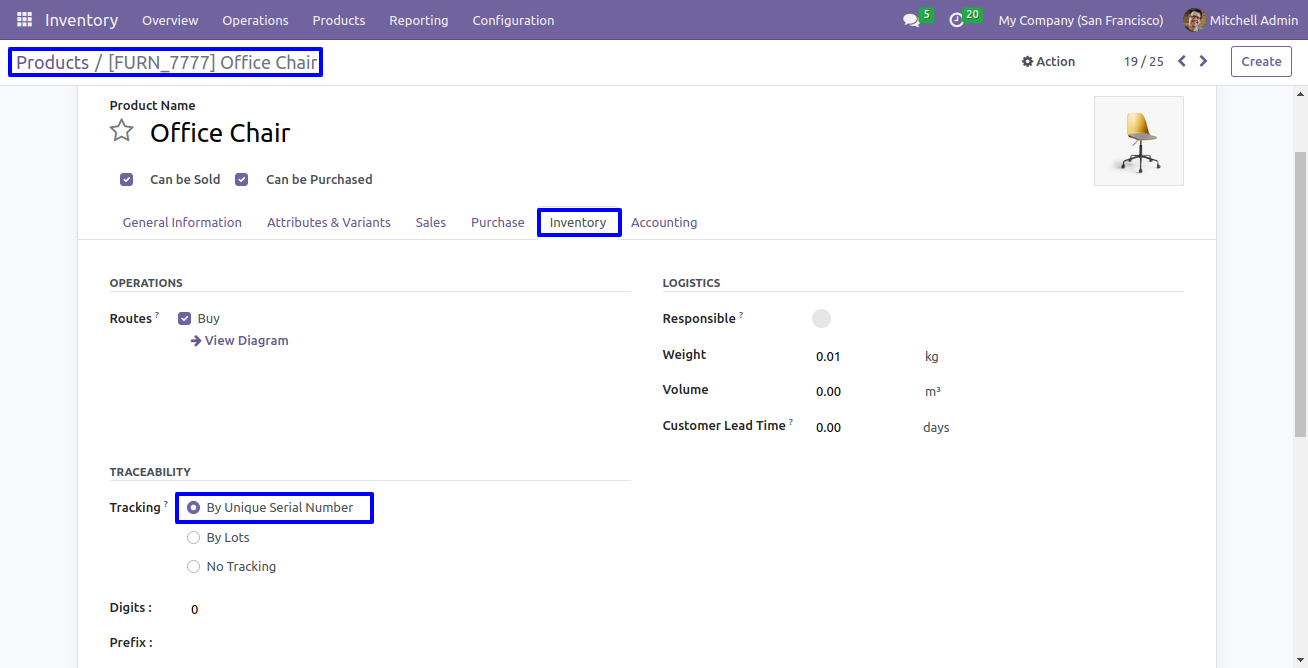 Inventory Overview Operations Products Reporting Configuration 5 20 My Company (San Francisco) Mitchell Admin
Products / [FURN_7777] Office Chair Action 19 / 25 Create
Product Name
Office Chair
Can be Sold Can be Purchased
General Information Attributes & Variants Sales Purchase Inventory Accounting
OPERATIONS
Routes ? Buy
View Diagram
LOGISTICS
Responsible ?
Weight 0.01 kg
Volume 0.00 m³
Customer Lead Time ? 0.00 days
TRACEABILITY
Tracking ? By Unique Serial Number
By Lots
No Tracking
Digits : 0
Prefix :